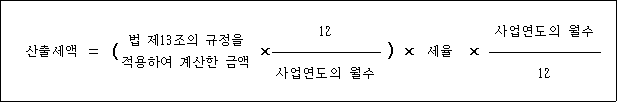 산출세액 = ( 법 제13조의 규정을 적용하여 계산한 금액 × 12 / 사업연도의 월수 ) × 세율 × 사업연도의 월수 / 12